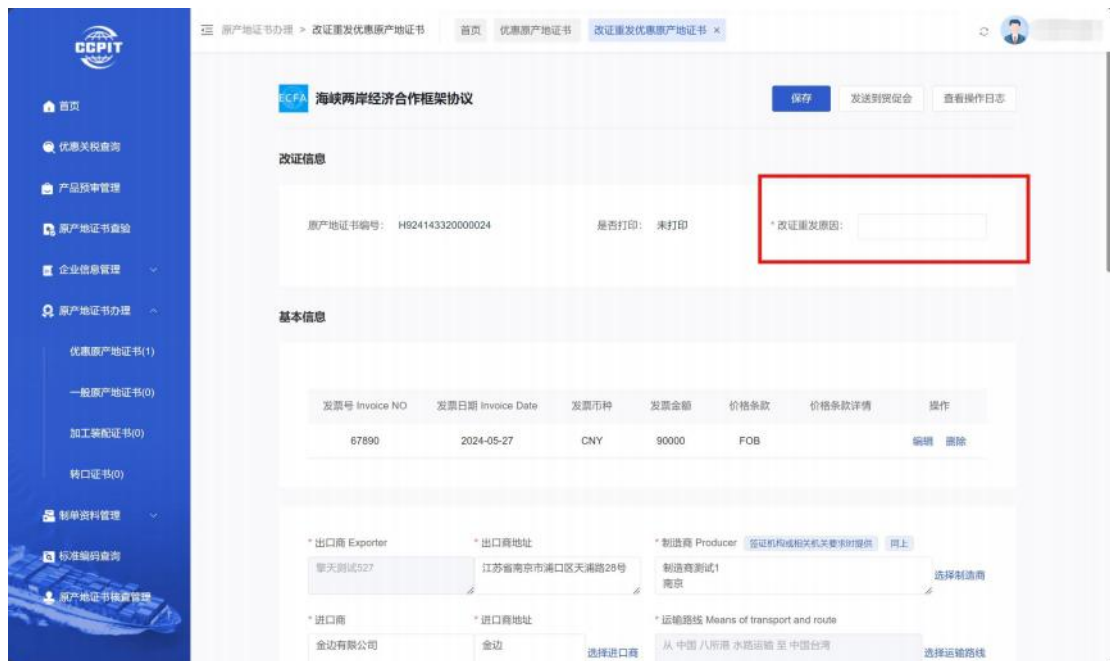 CCPIT
首页
优惠关税查询
产品预审管理
原产地证书查验
企业信息管理
原产地证书办理
优惠原产地证书(1)
一般原产地证书(0)
加工装配证书(0)
转口证书(0)
制单资料管理
标准编码查询
原产地证书核查管理
原产地证书办理 > 改证重发优惠原产地证书 首页 优惠原产地证书 改证重发优惠原产地证书 ×
ECFA 海峡两岸经济合作框架协议 保存 发送到贸促会 查看操作日志
改证信息
原产地证书编号: H924143320000024 是否打印: 未打印 * 改证重发原因:
基本信息
发票号 Invoice NO 发票日期 Invoice Date 发票币种 发票金额 价格条款 价格条款详情 操作
67890 2024-05-27 CNY 90000 FOB 编辑 删除
* 出口商 Exporter * 出口商地址 * 制造商 Producer 签证机构或相关机关要求时提供 同上
擎天测试527 江苏省南京市浦口区天浦路28号 制造商测试1
南京 选择制造商
* 进口商 * 进口商地址 * 运输路线 Means of transport and route
金边有限公司 金边 选择进口商 从 中国 八所港 水路运输 至 中国台湾 选择运输路线